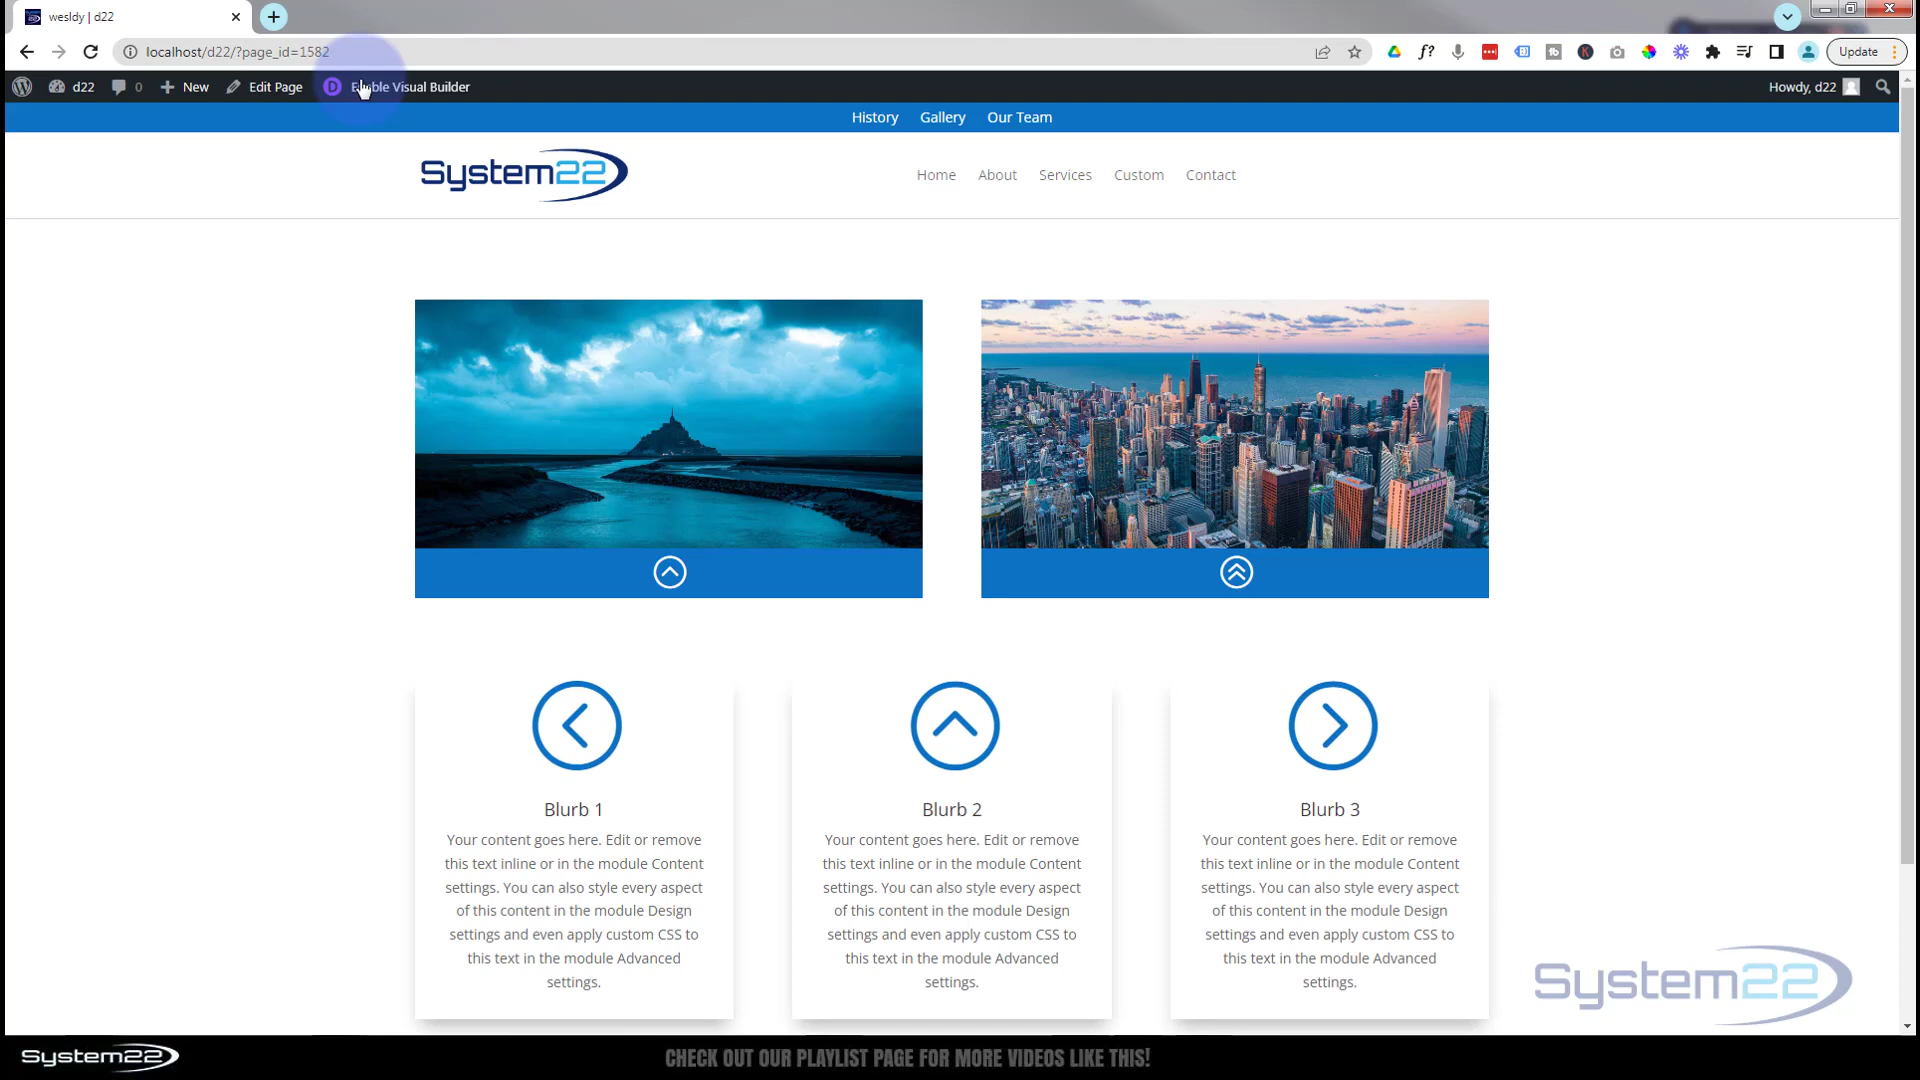 wesldy | d22
localhost/d22/?page_id=1582
f?
Update
d22
0
New
Edit Page
D
Enable Visual Builder
Howdy, d22
History
Gallery
Our Team
System22
Home
About
Services
Custom
Contact
Blurb 1
Your content goes here. Edit or remove
this text inline or in the module Content
settings. You can also style every aspect
of this content in the module Design
settings and even apply custom CSS to
this text in the module Advanced
settings.
Blurb 2
Your content goes here. Edit or remove
this text inline or in the module Content
settings. You can also style every aspect
of this content in the module Design
settings and even apply custom CSS to
this text in the module Advanced
settings.
Blurb 3
Your content goes here. Edit or remove
this text inline or in the module Content
settings. You can also style every aspect
of this content in the module Design
settings and even apply custom CSS to
this text in the module Advanced
settings.
System22
System22
CHECK OUT OUR PLAYLIST PAGE FOR MORE VIDEOS LIKE THIS!